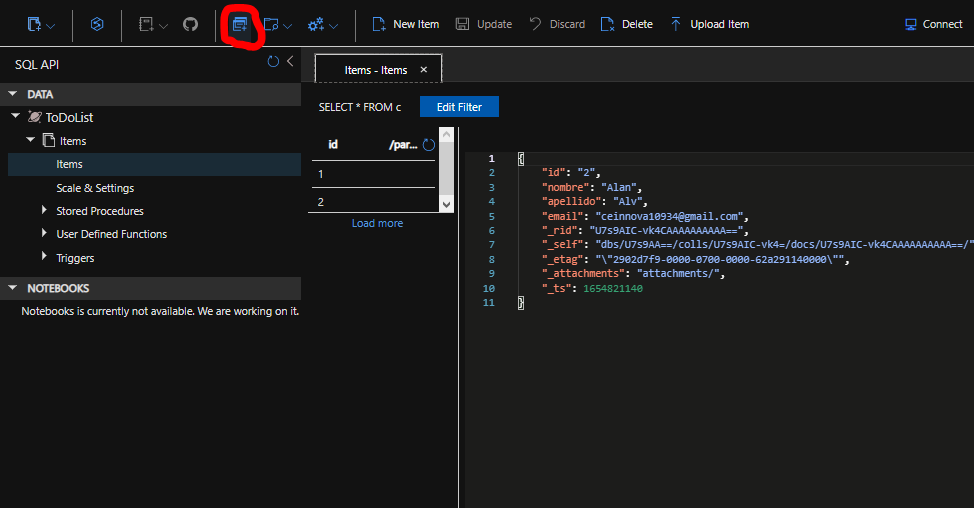 New Item
Update
Discard
Delete
Upload Item
Connect
SQL API
DATA
ToDoList
Items
Items
Scale & Settings
Stored Procedures
User Defined Functions
Triggers
NOTEBOOKS
Notebooks is currently not available. We are working on it.
Items - Items
SELECT * FROM c
Edit Filter
id /par...
1
2
Load more
1 {
2 "id": "2",
3 "nombre": "Alan",
4 "apellido": "Alv",
5 "email": "ceinnova10934@gmail.com",
6 "_rid": "U7s9AIC-vk4CAAAAAAAAAA==",
7 "_self": "dbs/U7s9AA==/colls/U7s9AIC-vk4=/docs/U7s9AIC-vk4CAAAAAAAAAA==/"
8 "_etag": "\"2902d7f9-0000-0700-0000-62a291140000\"",
9 "_attachments": "attachments/",
10 "_ts": 1654821140
11 }